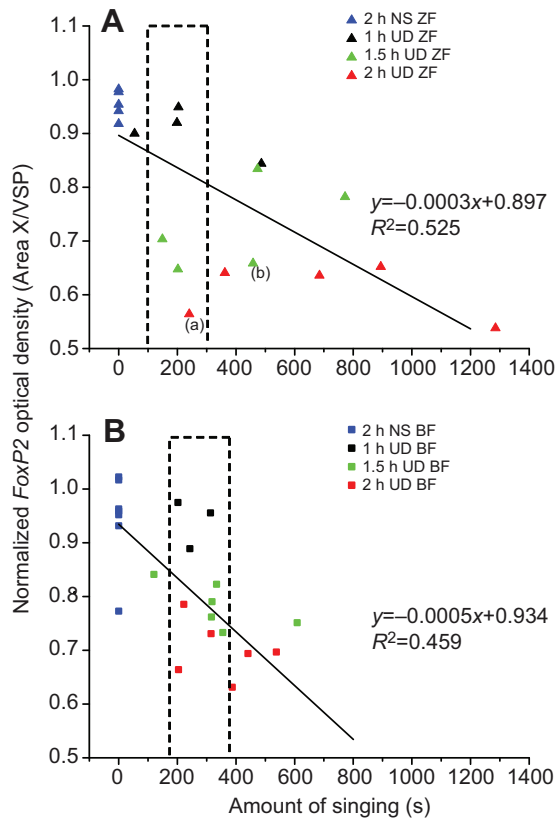 Normalized FoxP2 optical density (Area X/VSP)
A
2 h NS ZF
1 h UD ZF
1.5 h UD ZF
2 h UD ZF
1.1
1.0
0.9
0.8
0.7
0.6
0.5
y=–0.0003x+0.897
R²=0.525
(a)
(b)
0 200 400 600 800 1000 1200 1400
B
2 h NS BF
1 h UD BF
1.5 h UD BF
2 h UD BF
1.1
1.0
0.9
0.8
0.7
0.6
0.5
y=–0.0005x+0.934
R²=0.459
0 200 400 600 800 1000 1200 1400
Amount of singing (s)